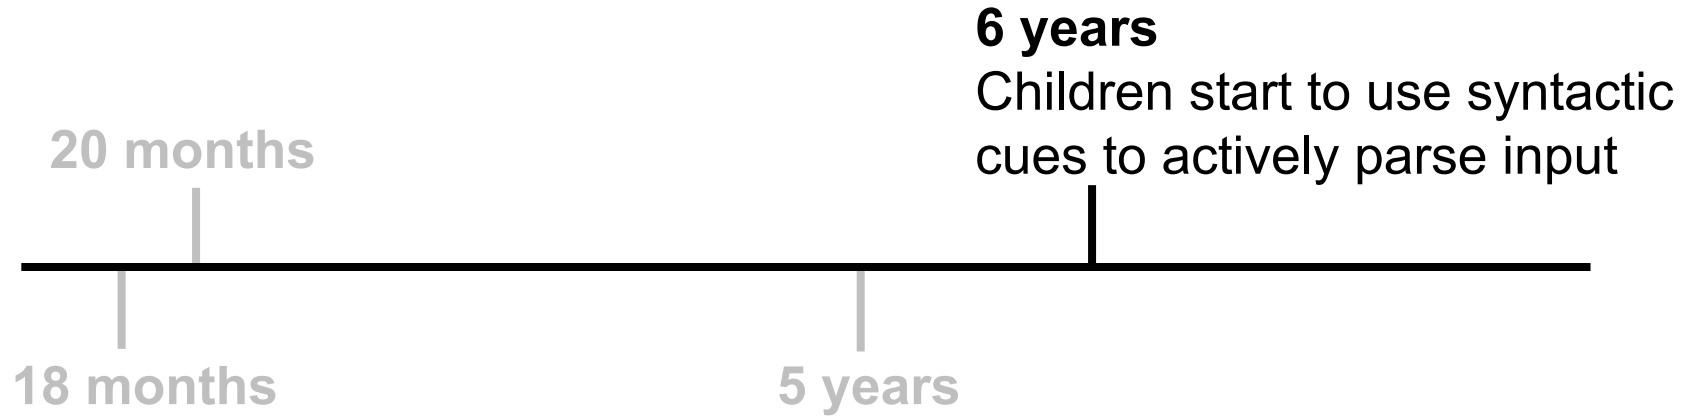 6 years
Children start to use syntactic
cues to actively parse input
20 months
18 months
5 years